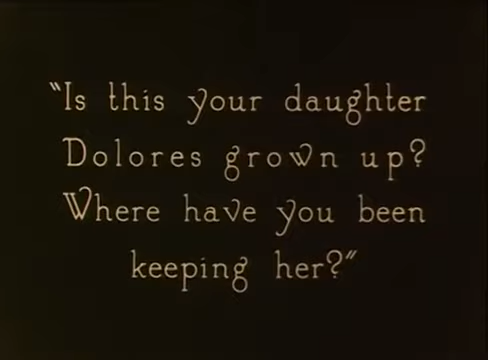 "Is this your daughter
Dolores grown up?
Where have you been
keeping her?"